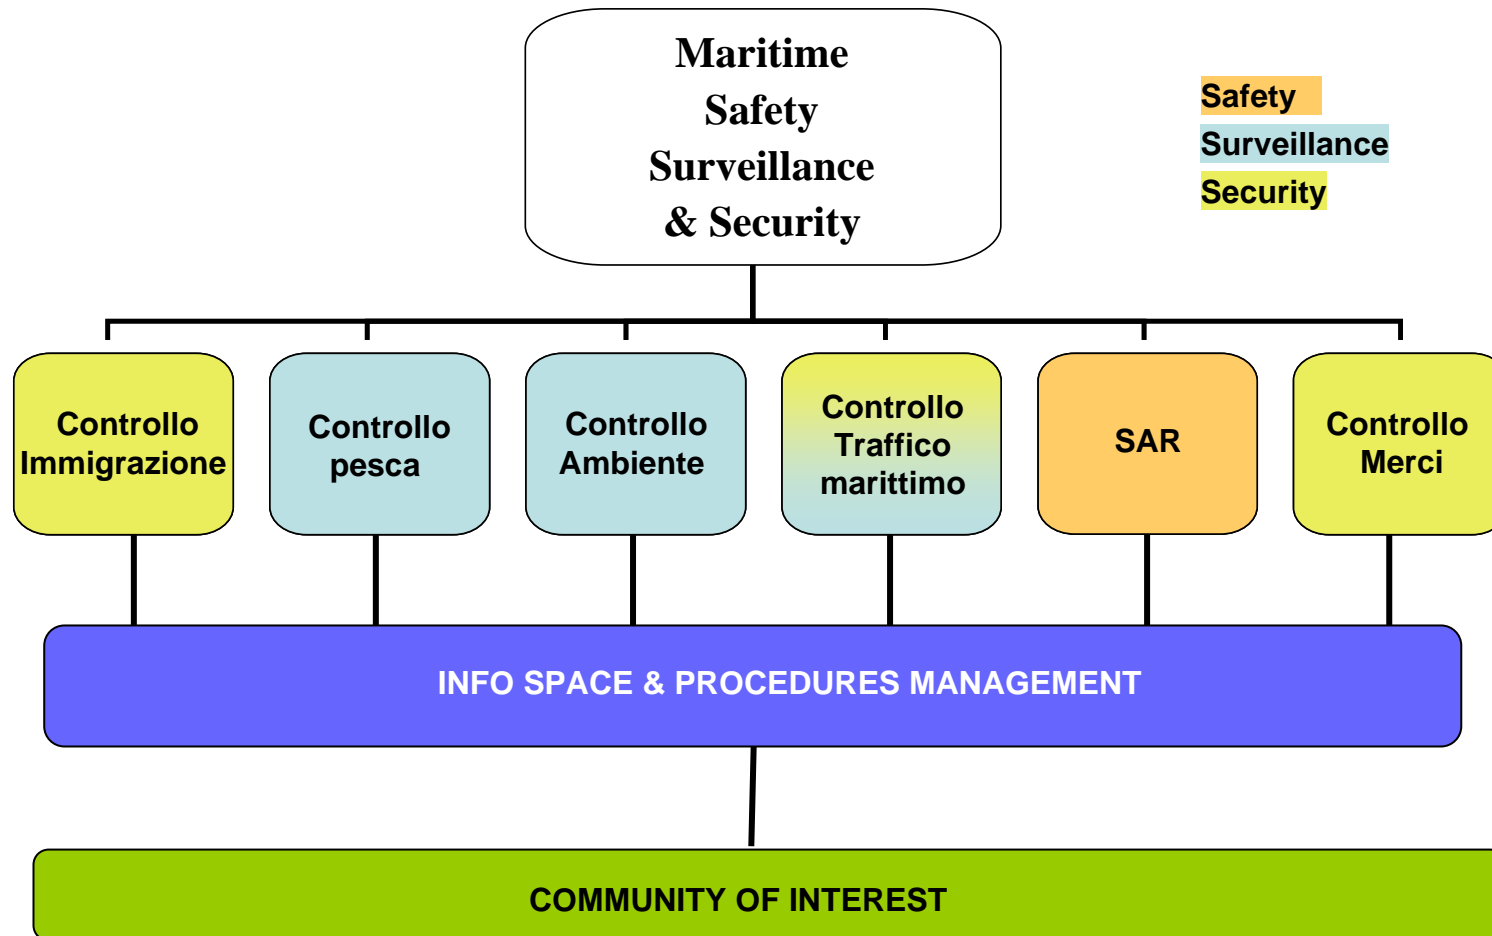 Maritime
Safety
Surveillance
& Security
Safety
Surveillance
Security
Controllo
Immigrazione
Controllo
pesca
Controllo
Ambiente
Controllo
Traffico
marittimo
SAR
Controllo
Merci
INFO SPACE & PROCEDURES MANAGEMENT
COMMUNITY OF INTEREST